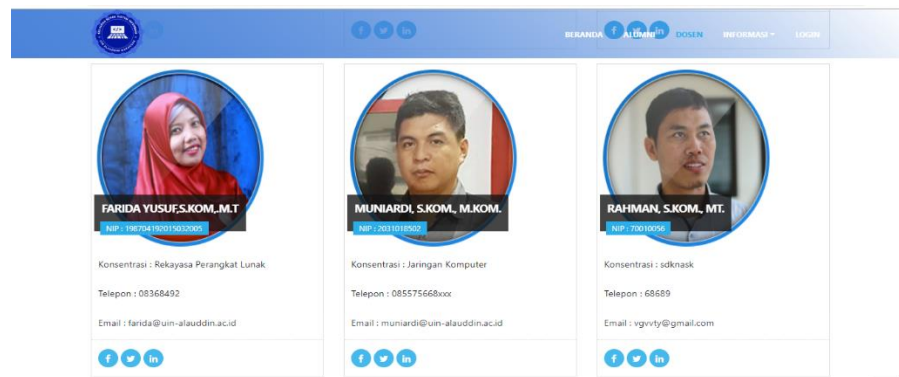 BERANDA ALUMNI DOSEN INFORMASI LOGIN
FARIDA YUSUF,S.KOM,.M.T
NIP : 198704192015032005
Konsentrasi : Rekayasa Perangkat Lunak
Telepon : 08368492
Email : farida@uin-alauddin.ac.id
MUNIARDI, S.KOM., M.KOM.
NIP : 2031018502
Konsentrasi : Jaringan Komputer
Telepon : 085575668xxx
Email : muniardi@uin-alauddin.ac.id
RAHMAN, S.KOM., MT.
NIP : 70010056
Konsentrasi : sdknask
Telepon : 68689
Email : vgvvty@gmail.com